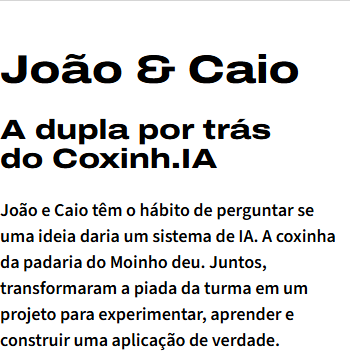 João & Caio
A dupla por trás
do Coxinh.IA
João e Caio têm o hábito de perguntar se
uma ideia daria um sistema de IA. A coxinha
da padaria do Moinho deu. Juntos,
transformaram a piada da turma em um
projeto para experimentar, aprender e
construir uma aplicação de verdade.